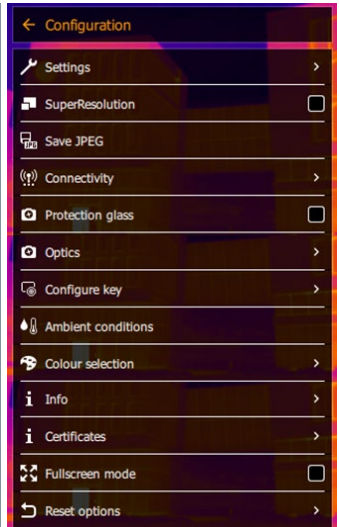 Configuration
Settings
SuperResolution
JPG
Save JPEG
Connectivity
Protection glass
Optics
Configure key
Ambient conditions
Colour selection
Info
Certificates
Fullscreen mode
Reset options